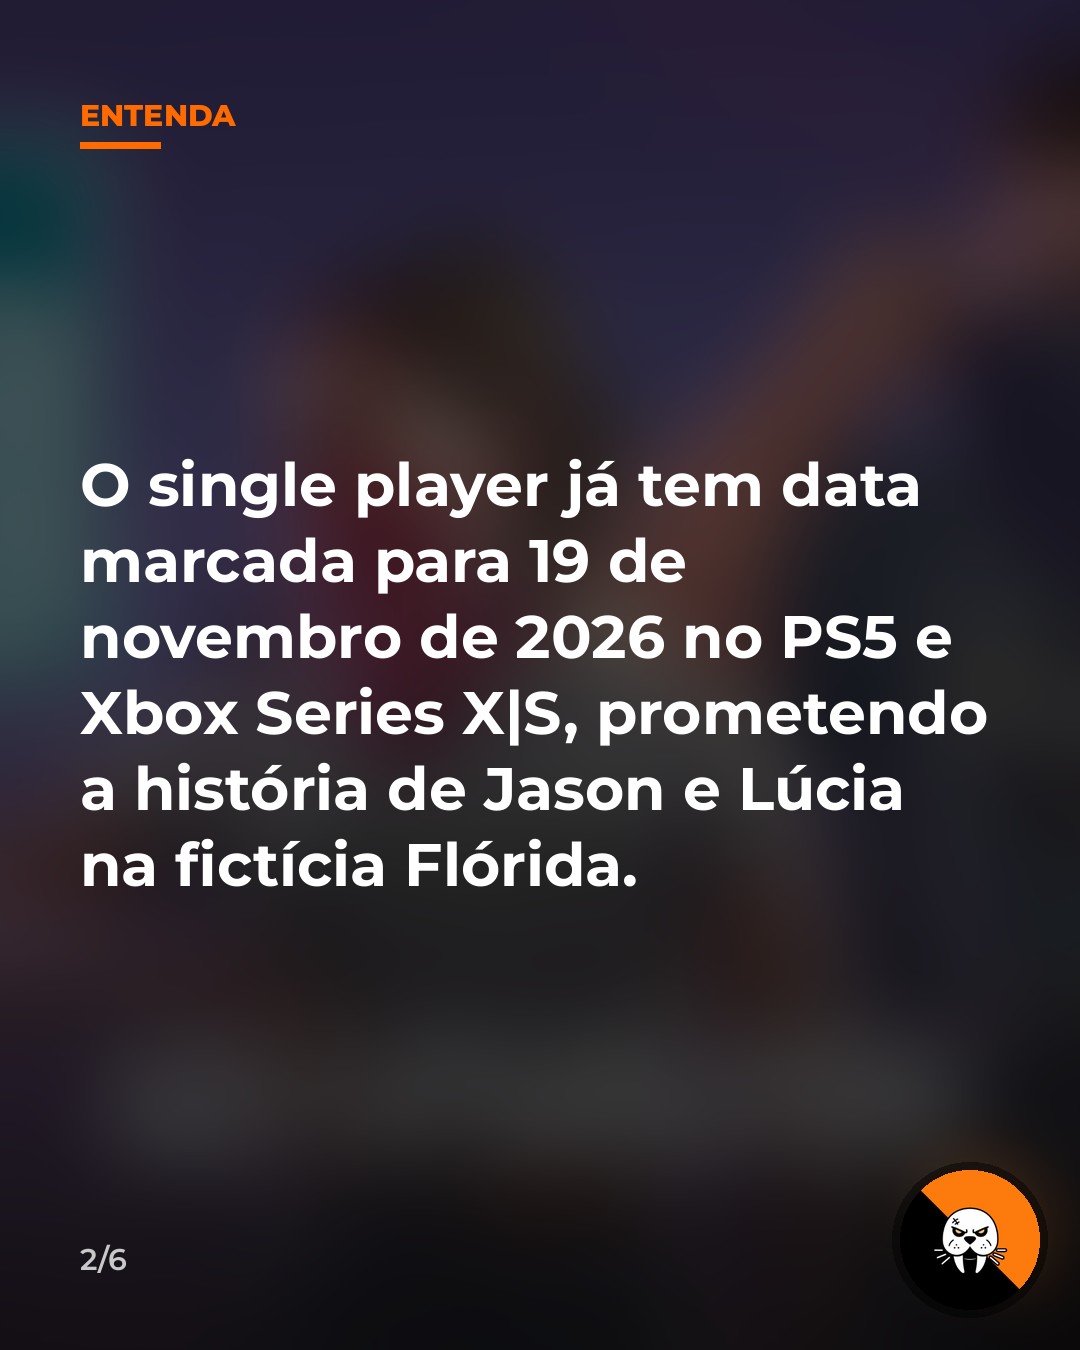 ENTENDA
O single player já tem data
marcada para 19 de
novembro de 2026 no PS5 e
Xbox Series X|S, prometendo
a história de Jason e Lúcia
na fictícia Flórida.
2/6